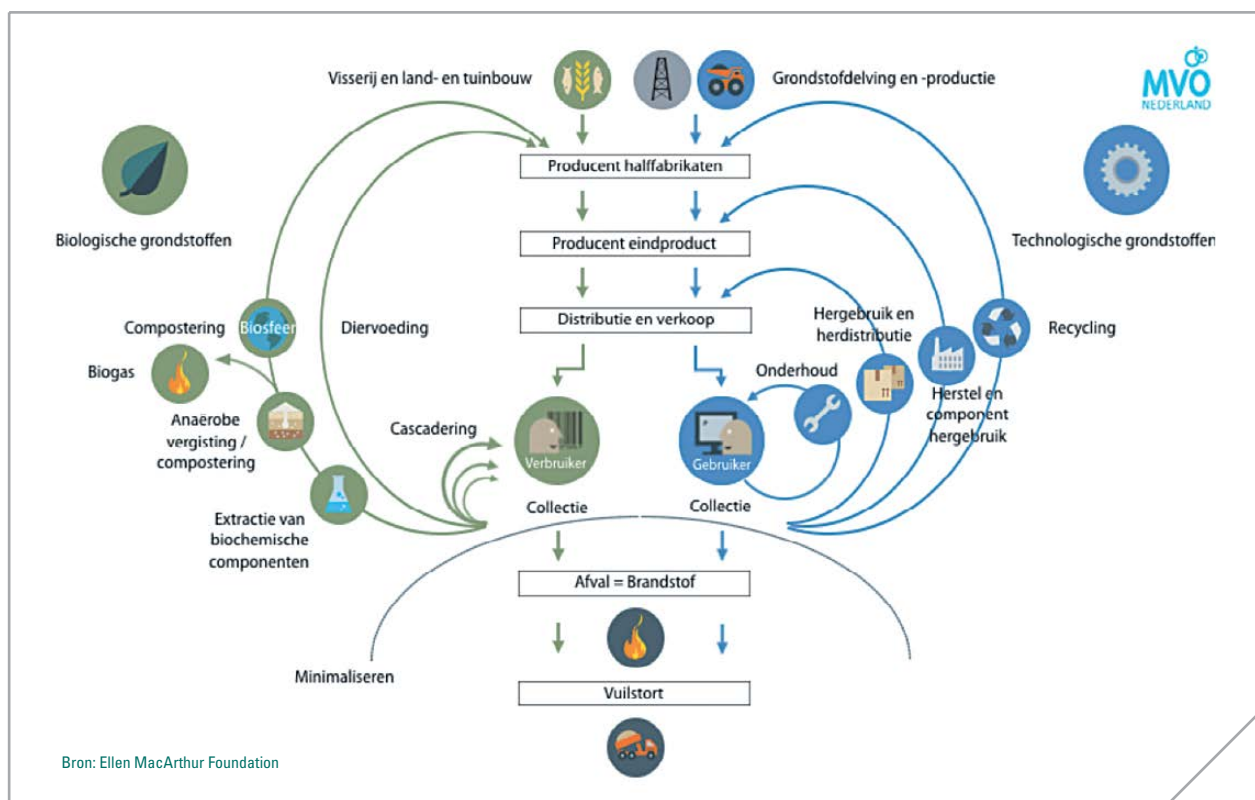 Visserij en land- en tuinbouw
Grondstofdelving en -productie
MVO
NEDERLAND
Producent halffabrikaten
Biologische grondstoffen
Producent eindproduct
Technologische grondstoffen
Compostering
Biosfeer
Diervoeding
Distributie en verkoop
Hergebruik en
herdistributie
Recycling
Biogas
Onderhoud
Herstel en
component
hergebruik
Anaërobe
vergisting /
compostering
Cascadering
Verbruiker
Gebruiker
Collectie
Collectie
Extractie van
biochemische
componenten
Afval = Brandstof
Minimaliseren
Vuilstort
Bron: Ellen MacArthur Foundation